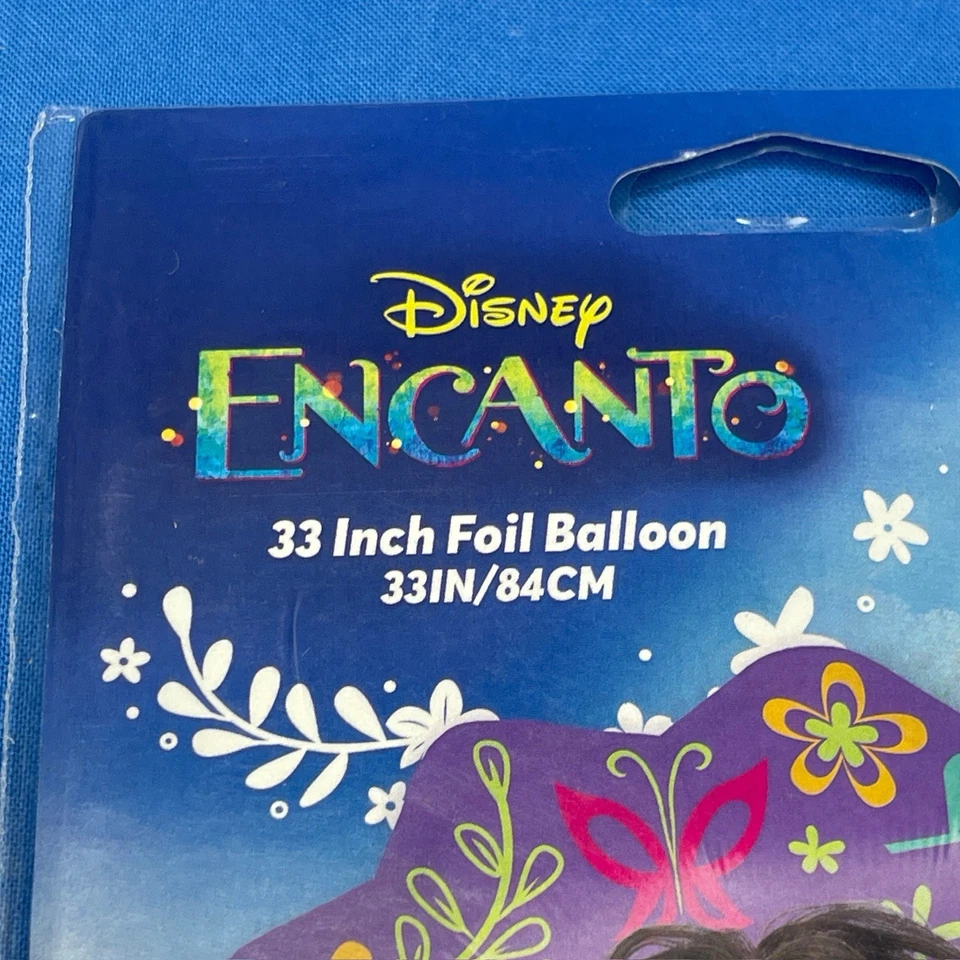 Disney
ENCANTO
33 Inch Foil Balloon
33IN/84CM